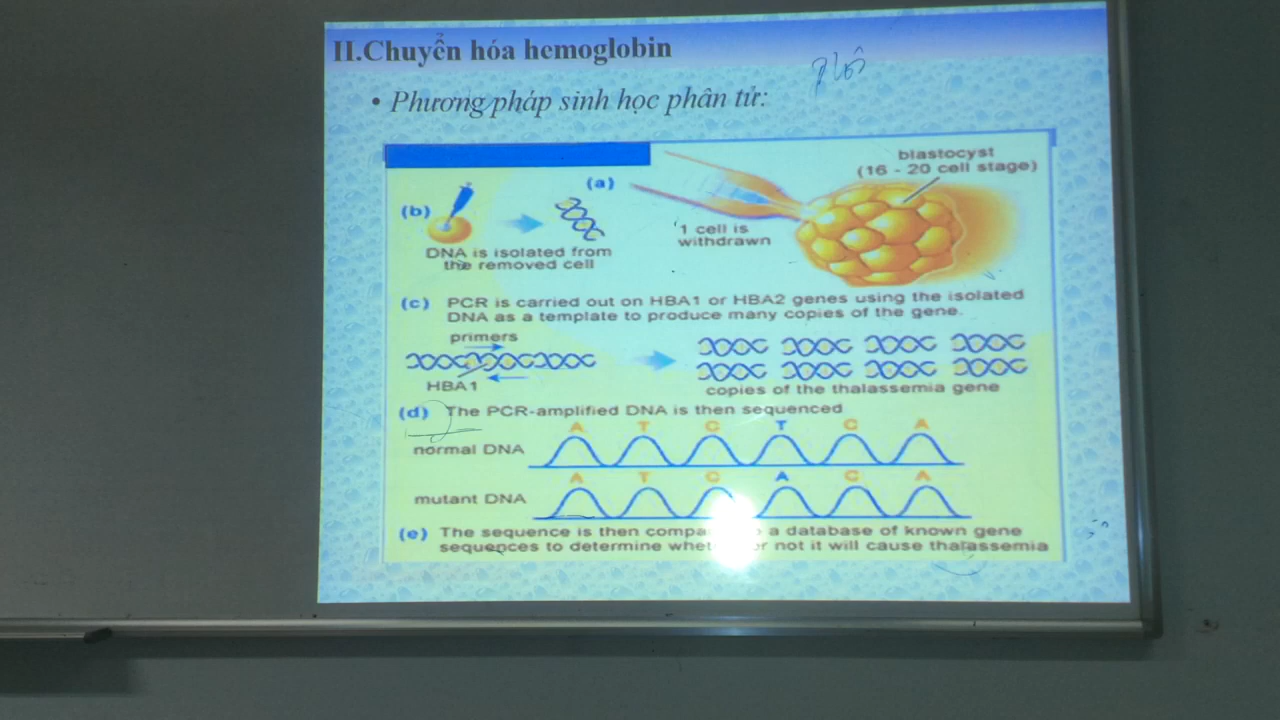 II.Chuyển hóa hemoglobin
• Phương pháp sinh học phân tử:
blastocyst
(16 - 20 cell stage)
(a)
1 cell is
withdrawn
(b)
DNA is isolated from
the removed cell
(c) PCR is carried out on HBA1 or HBA2 genes using the isolated
DNA as a template to produce many copies of the gene.
primers
HBA1
copies of the thalassemia gene
(d) The PCR-amplified DNA is then sequenced
A T G T G A
normal DNA
A T G A G A
mutant DNA
(e) The sequence is then a database of known gene
sequences to determine not it will cause thalassemia